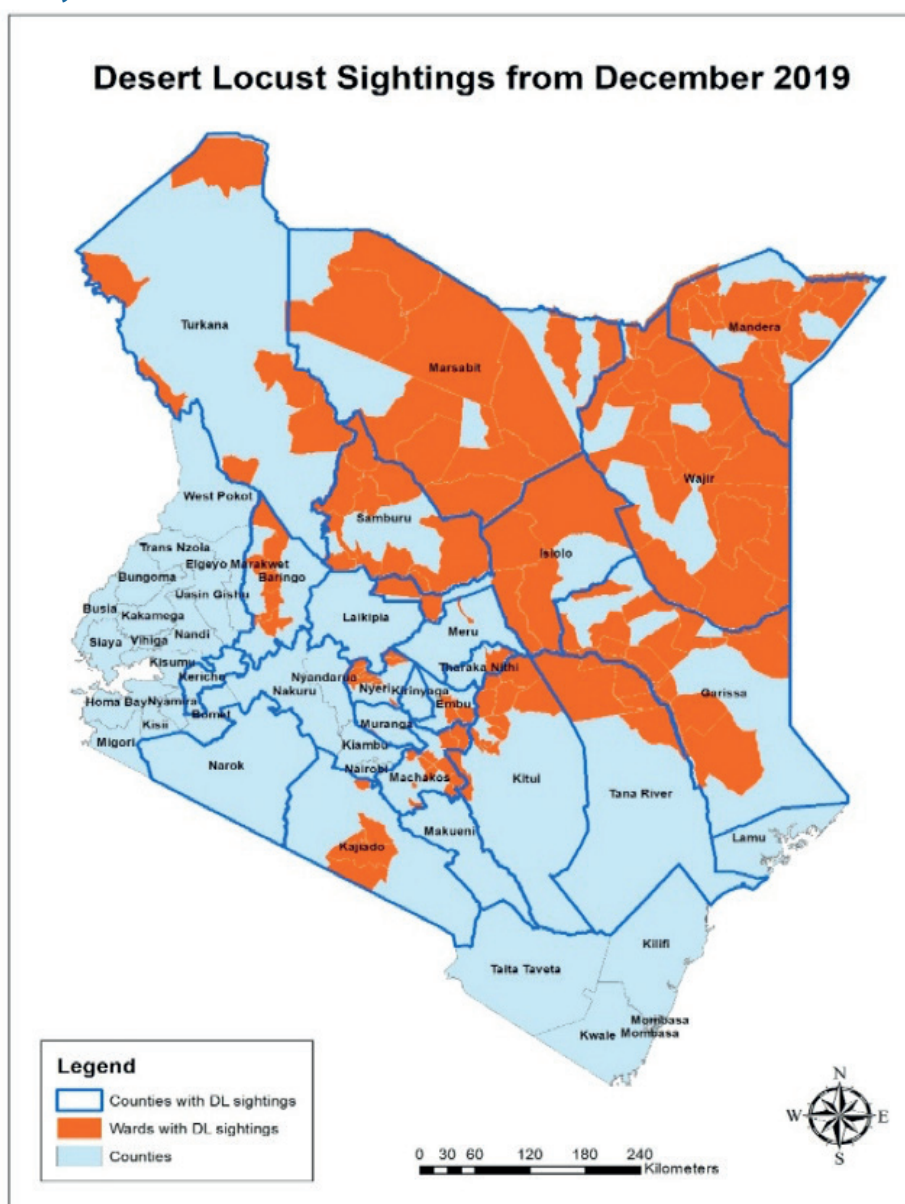 Desert Locust Sightings from December 2019
Turkana
Mandera
Marsabit
Wajir
West Pokot
Samburu
Isiolo
Trans Nzoia
Elgeyo Marakwet
Bungoma
Baringo
Uasin Gishu
Busia
Kakamega
Laikipia
Meru
Siaya
Vihiga
Nandi
Kisumu
Tharaka Nithi
Kericho
Nyandarua
Nyeri
Kirinyaga
Garissa
Homa Bay
Nyamira
Nakuru
Embu
Bomet
Kisii
Muranga
Migori
Kiambu
Narok
Nairobi
Machakos
Kitui
Tana River
Makueni
Lamu
Kajiado
Kilifi
Taita Taveta
Mombasa
Kwale
Mombasa
Legend
Counties with DL sightings
Wards with DL sightings
Counties
0 30 60 120 180 240
Kilometers
N
W E
S